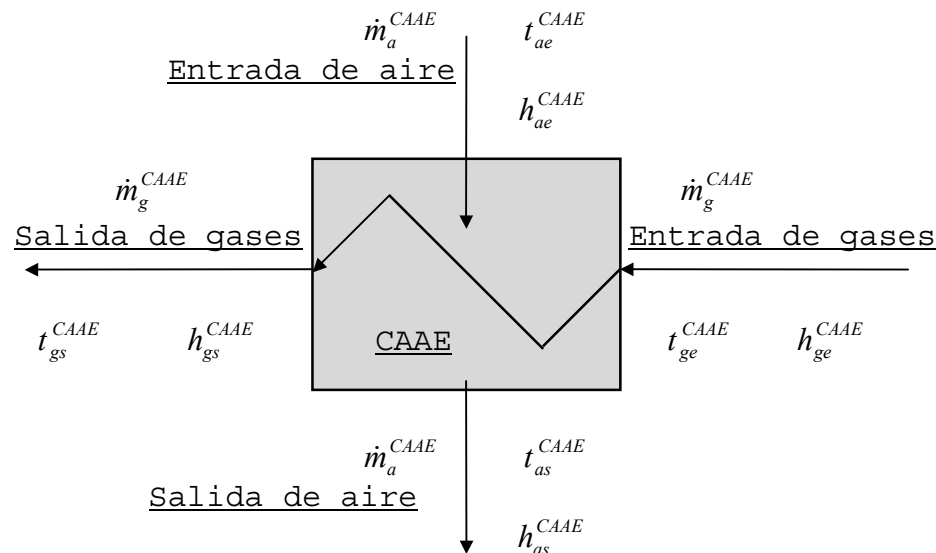 ṁ_a^CAAE t_ae^CAAE
Entrada de aire
h_ae^CAAE
ṁ_g^CAAE ṁ_g^CAAE
Salida de gases Entrada de gases
t_gs^CAAE h_gs^CAAE CAAE t_ge^CAAE h_ge^CAAE
ṁ_a^CAAE t_as^CAAE
Salida de aire
h_as^CAAE